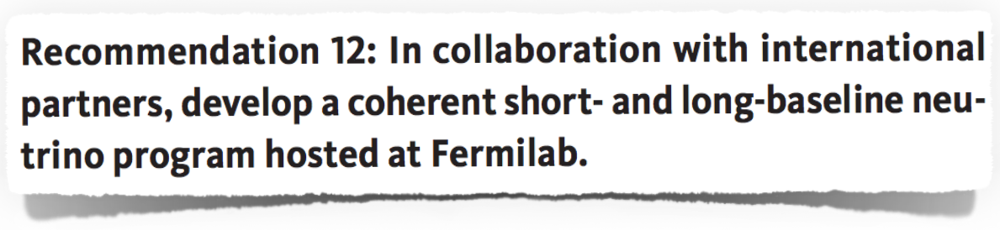 Recommendation 12: In collaboration with international
partners, develop a coherent short- and long-baseline neu-
trino program hosted at Fermilab.